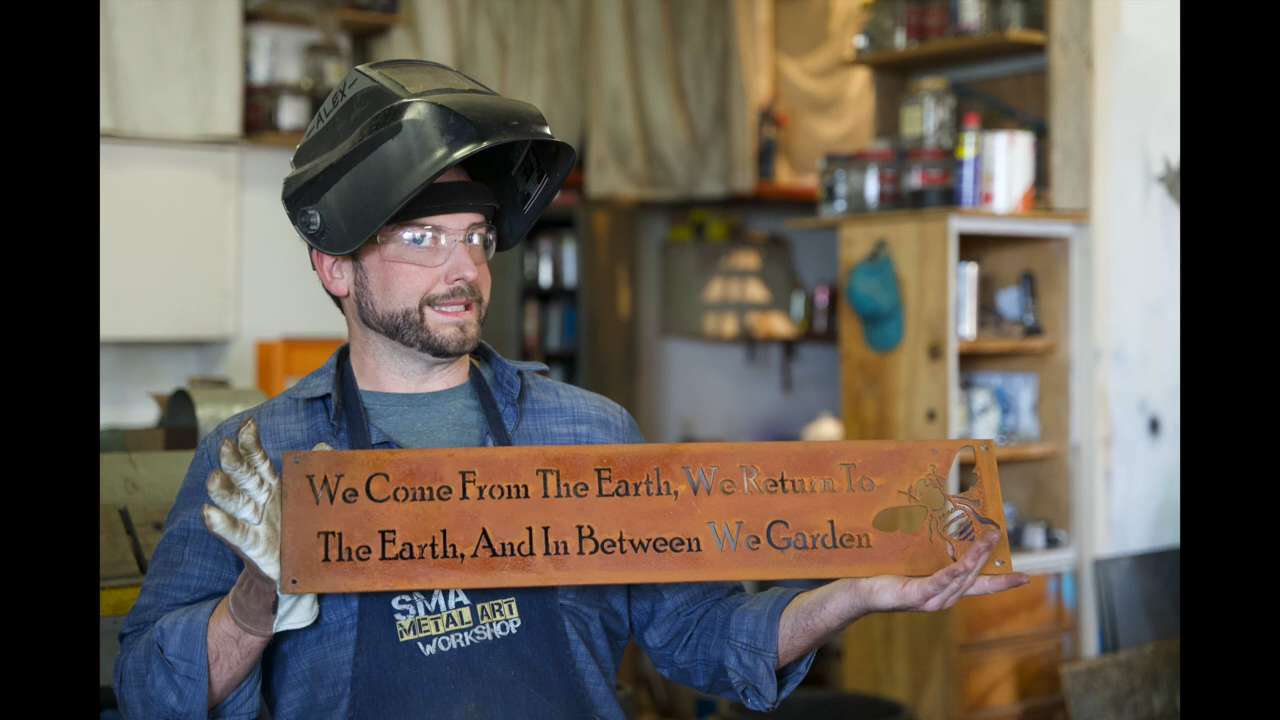 ALEX
We Come From The Earth, We Return To
The Earth, And In Between We Garden
SMA
METAL ART
WORKSHOP